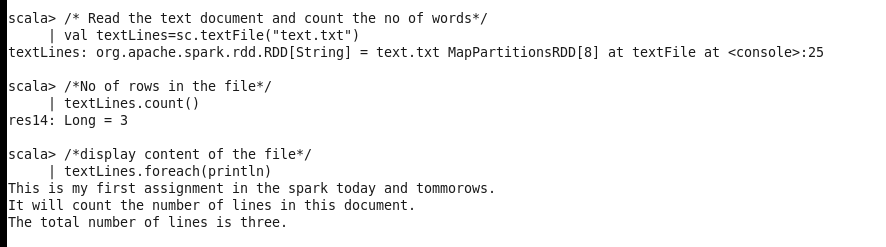 scala> /* Read the text document and count the no of words*/
     | val textLines=sc.textFile("text.txt")
textLines: org.apache.spark.rdd.RDD[String] = text.txt MapPartitionsRDD[8] at textFile at <console>:25

scala> /*No of rows in the file*/
     | textLines.count()
res14: Long = 3

scala> /*display content of the file*/
     | textLines.foreach(println)
This is my first assignment in the spark today and tommorows.
It will count the number of lines in this document.
The total number of lines is three.